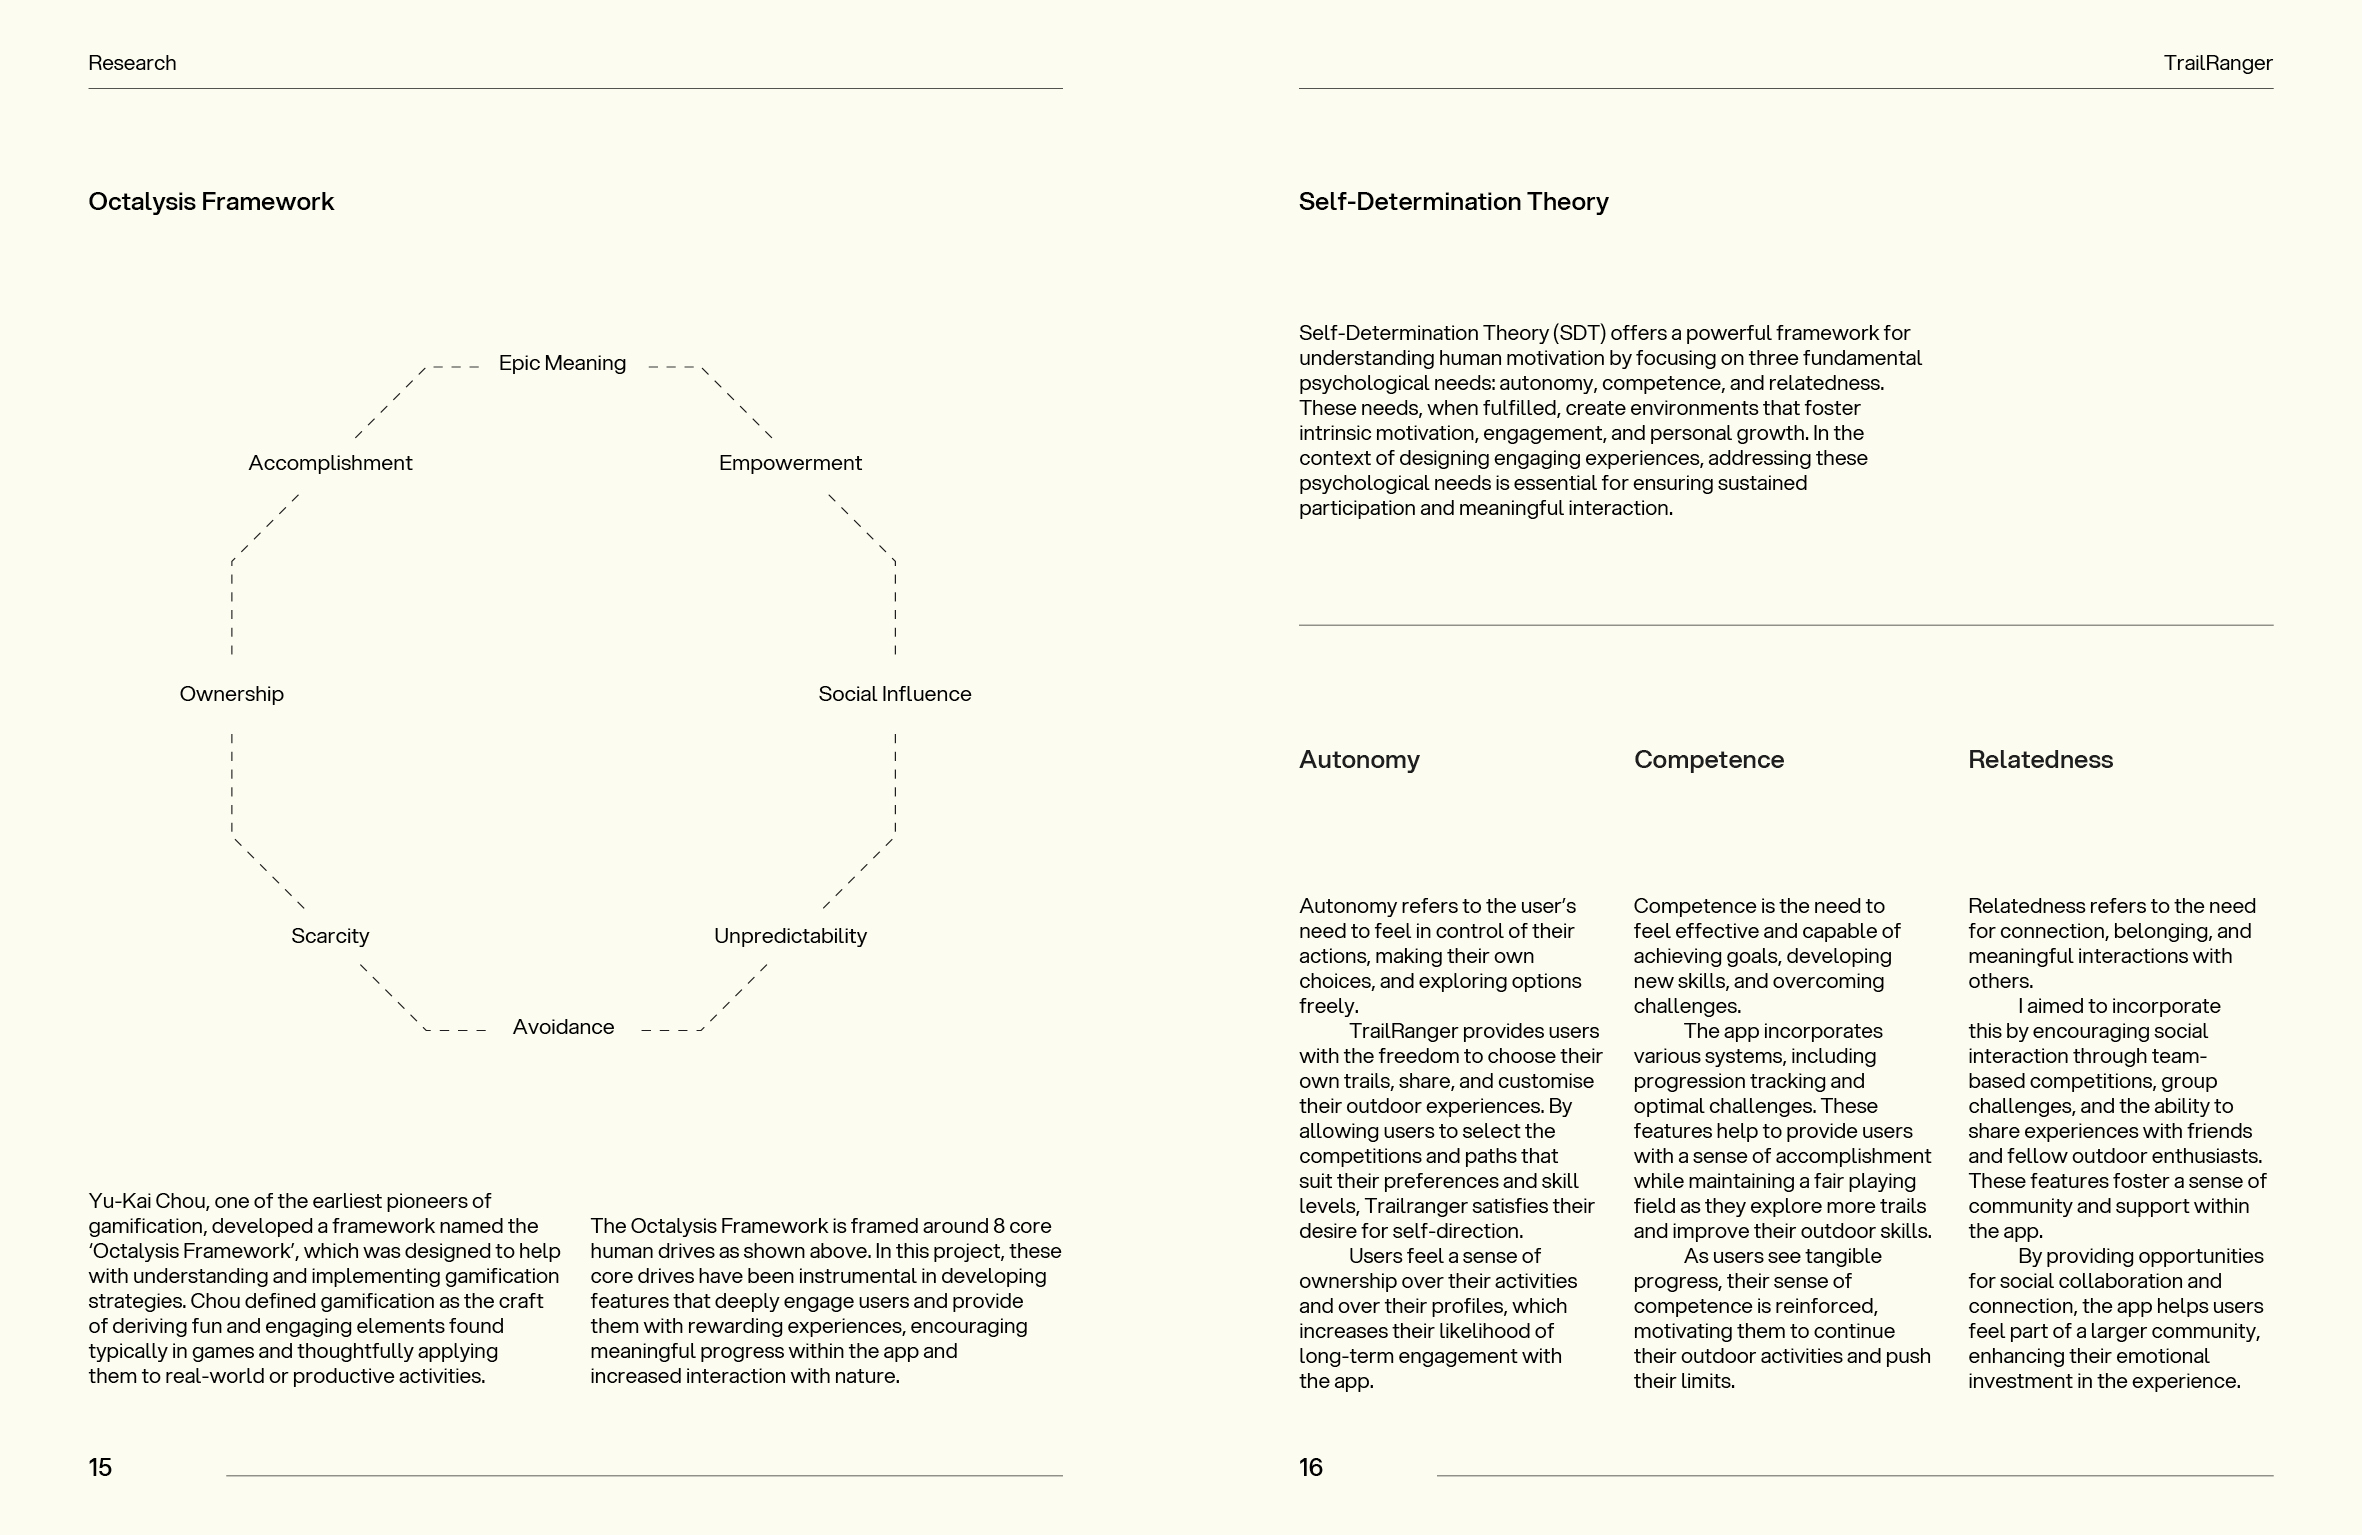 Research
TrailRanger
Octalysis Framework
Epic Meaning
Accomplishment
Empowerment
Ownership
Social Influence
Scarcity
Unpredictability
Avoidance
Yu-Kai Chou, one of the earliest pioneers of
gamification, developed a framework named the
‘Octalysis Framework’, which was designed to help
with understanding and implementing gamification
strategies. Chou defined gamification as the craft
of deriving fun and engaging elements found
typically in games and thoughtfully applying
them to real-world or productive activities.
The Octalysis Framework is framed around 8 core
human drives as shown above. In this project, these
core drives have been instrumental in developing
features that deeply engage users and provide
them with rewarding experiences, encouraging
meaningful progress within the app and
increased interaction with nature.
15
Self-Determination Theory
Self-Determination Theory (SDT) offers a powerful framework for
understanding human motivation by focusing on three fundamental
psychological needs: autonomy, competence, and relatedness.
These needs, when fulfilled, create environments that foster
intrinsic motivation, engagement, and personal growth. In the
context of designing engaging experiences, addressing these
psychological needs is essential for ensuring sustained
participation and meaningful interaction.
Autonomy
Autonomy refers to the user’s
need to feel in control of their
actions, making their own
choices, and exploring options
freely.
TrailRanger provides users
with the freedom to choose their
own trails, share, and customise
their outdoor experiences. By
allowing users to select the
competitions and paths that
suit their preferences and skill
levels, Trailranger satisfies their
desire for self-direction.
Users feel a sense of
ownership over their activities
and over their profiles, which
increases their likelihood of
long-term engagement with
the app.
Competence
Competence is the need to
feel effective and capable of
achieving goals, developing
new skills, and overcoming
challenges.
The app incorporates
various systems, including
progression tracking and
optimal challenges. These
features help to provide users
with a sense of accomplishment
while maintaining a fair playing
field as they explore more trails
and improve their outdoor skills.
As users see tangible
progress, their sense of
competence is reinforced,
motivating them to continue
their outdoor activities and push
their limits.
Relatedness
Relatedness refers to the need
for connection, belonging, and
meaningful interactions with
others.
I aimed to incorporate
this by encouraging social
interaction through team-
based competitions, group
challenges, and the ability to
share experiences with friends
and fellow outdoor enthusiasts.
These features foster a sense of
community and support within
the app.
By providing opportunities
for social collaboration and
connection, the app helps users
feel part of a larger community,
enhancing their emotional
investment in the experience.
16